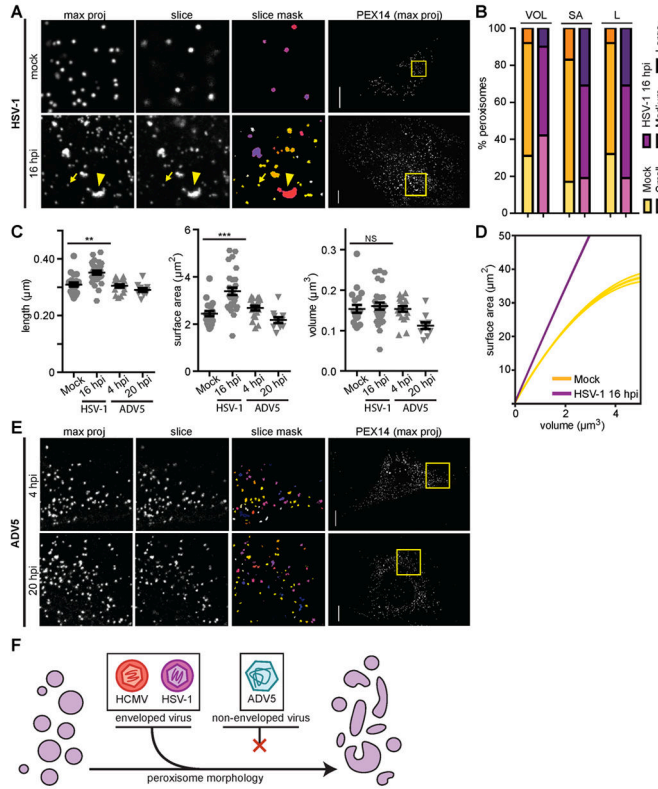 A
max proj
slice
slice mask
PEX14 (max proj)
HSV-1
mock
16 hpi
B
VOL
SA
L
% peroxisomes
100
80
60
40
20
0
HSV-1 16 hpi
Mock
C
length (μm)
0.40
0.20
0.00
**
Mock
16 hpi
4 hpi
20 hpi
HSV-1
ADV5
surface area (μm²)
6
4
2
0
***
Mock
16 hpi
4 hpi
20 hpi
HSV-1
ADV5
volume (μm³)
0.3
0.2
0.1
0.0
NS
Mock
16 hpi
4 hpi
20 hpi
HSV-1
ADV5
D
surface area (μm²)
50
40
30
20
10
0
0
2
4
volume (μm³)
Mock
HSV-1 16 hpi
E
max proj
slice
slice mask
PEX14 (max proj)
ADV5
4 hpi
20 hpi
F
HCMV
HSV-1
ADV5
enveloped virus
non-enveloped virus
peroxisome morphology